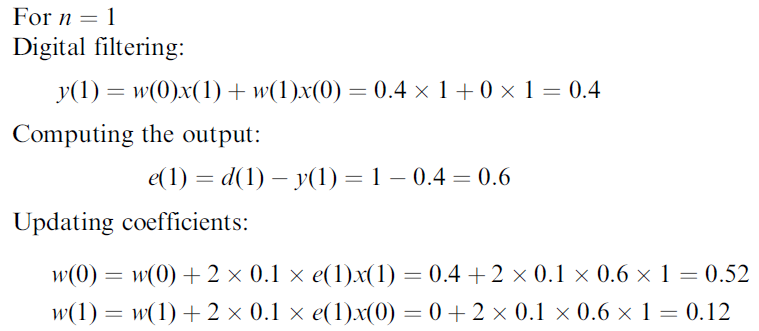 For n = 1
Digital filtering:
y(1) = w(0)x(1) + w(1)x(0) = 0.4 × 1 + 0 × 1 = 0.4
Computing the output:
e(1) = d(1) − y(1) = 1 − 0.4 = 0.6
Updating coefficients:
w(0) = w(0) + 2 × 0.1 × e(1)x(1) = 0.4 + 2 × 0.1 × 0.6 × 1 = 0.52
w(1) = w(1) + 2 × 0.1 × e(1)x(0) = 0 + 2 × 0.1 × 0.6 × 1 = 0.12